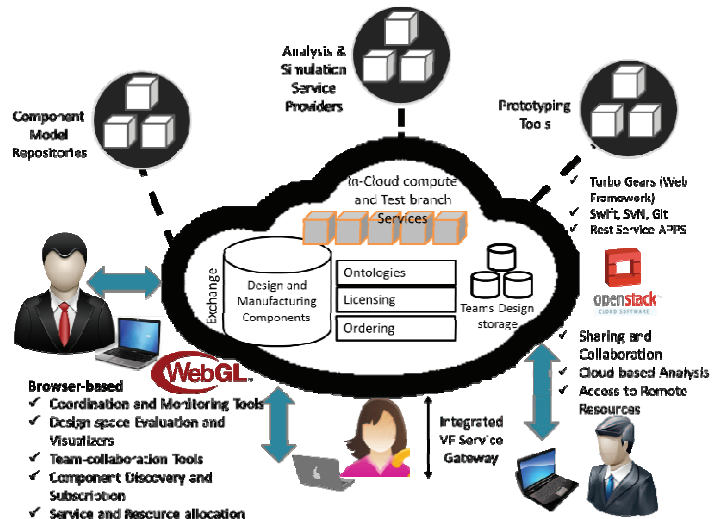 Analysis &
Simulation
Service
Providers
Component
Model
Repositories
Prototyping
Tools
✓ Turbo Gears (Web
Framework)
✓ Swift, SVN, Git
✓ Rest Service APPS
In-Cloud compute
and Test branch
Services
Exchange
Design and
Manufacturing
Components
Ontologies
Licensing
Ordering
Teams Design
storage
openstack
CLOUD SOFTWARE
WebGL
✓ Sharing and
Collaboration
✓ Cloud based Analysis
✓ Access to Remote
Resources
Browser-based
✓ Coordination and Monitoring Tools
✓ Design space Evaluation and
Visualizers
✓ Team-collaboration Tools
✓ Component Discovery and
Subscription
✓ Service and Resource allocation
Integrated
VF Service
Gateway